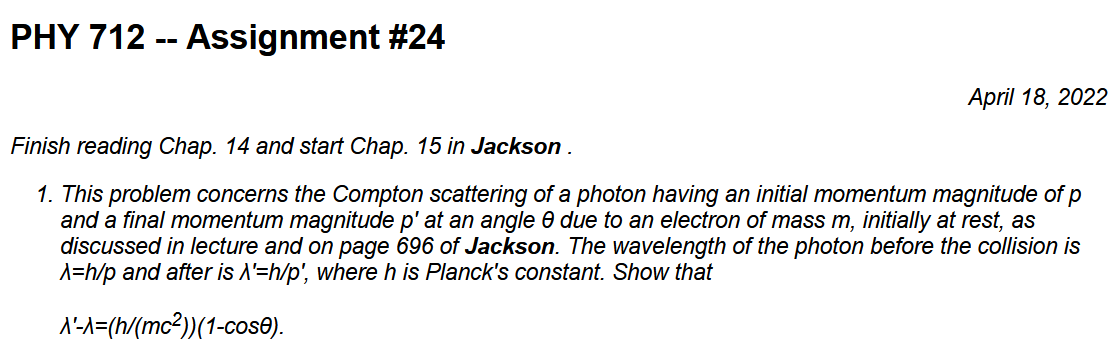 PHY 712 -- Assignment #24
April 18, 2022
Finish reading Chap. 14 and start Chap. 15 in Jackson .
1. This problem concerns the Compton scattering of a photon having an initial momentum magnitude of p
and a final momentum magnitude p' at an angle θ due to an electron of mass m, initially at rest, as
discussed in lecture and on page 696 of Jackson. The wavelength of the photon before the collision is
λ=h/p and after is λ'=h/p', where h is Planck's constant. Show that
λ'-λ=(h/(mc²))(1-cosθ).